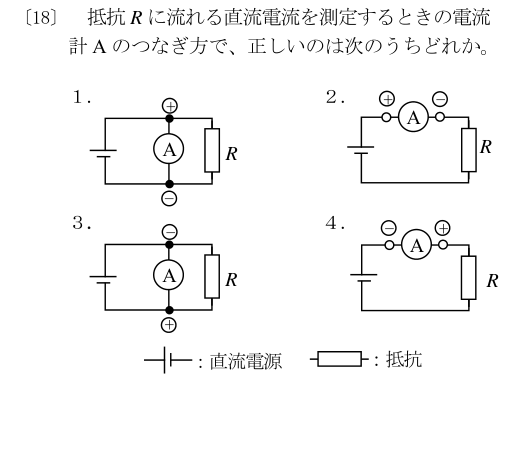 〔18〕 抵抗 R に流れる直流電流を測定するときの電流
計 A のつなぎ方で、正しいのは次のうちどれか。
1. 2.
⊕ ⊕ ⊖
A R A R
⊖
3. 4.
⊖ ⊖ ⊕
A R A R
⊕
：直流電源 ：抵抗